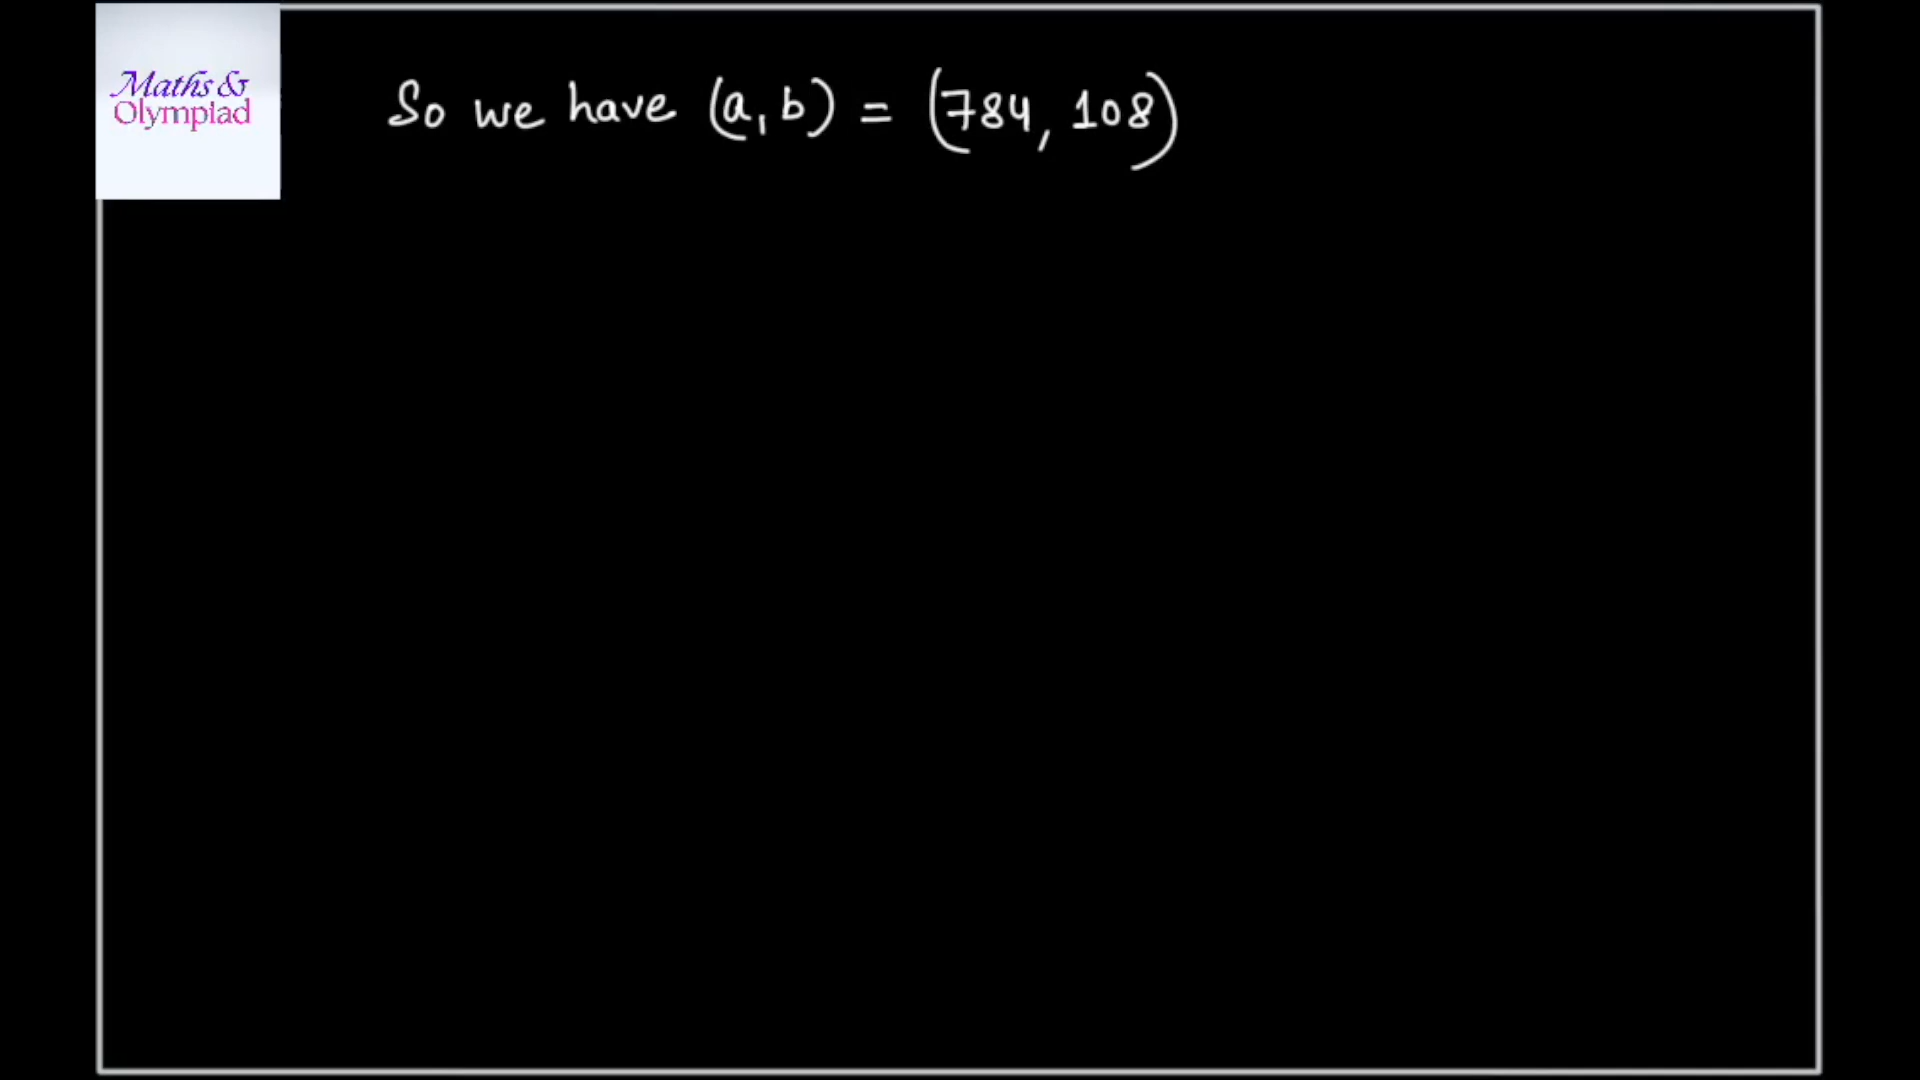 Maths &
Olympiad
So we have (a, b) = (784, 108)